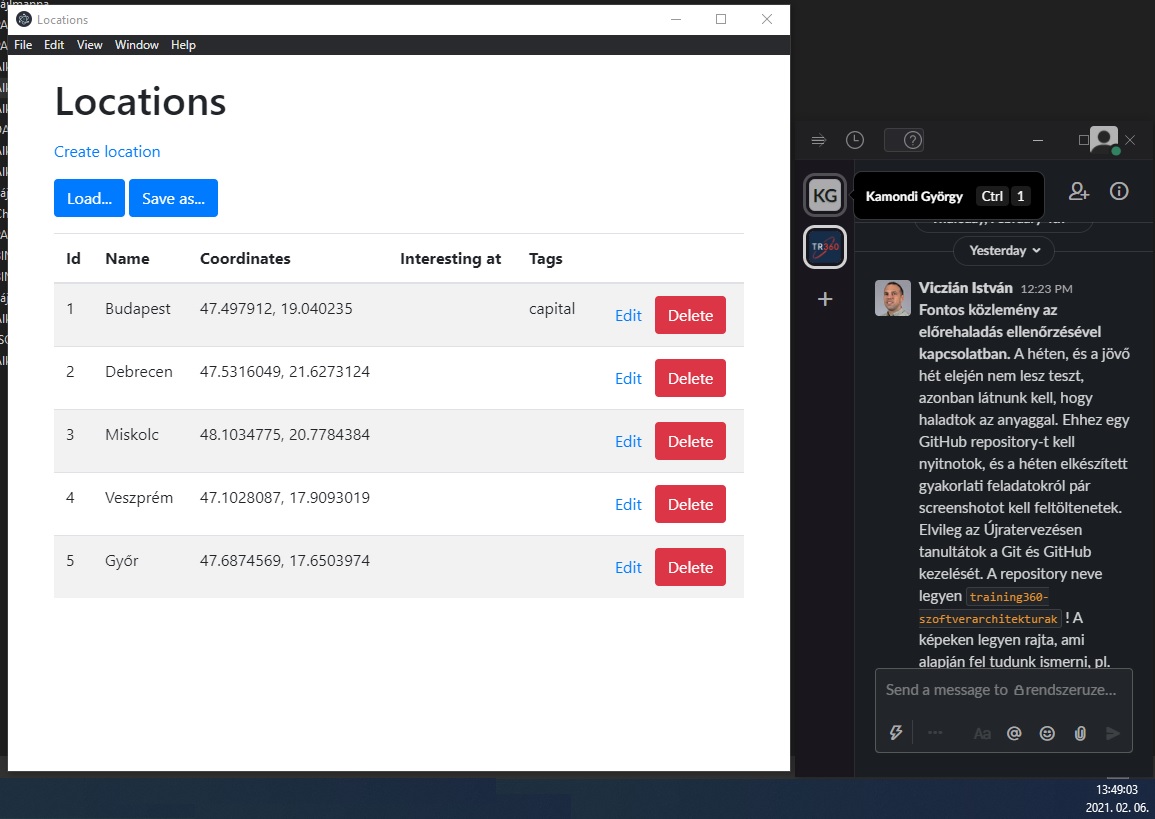 Locations
File Edit View Window Help
Locations
Create location
Load... Save as...
Id Name Coordinates Interesting at Tags
1 Budapest 47.497912, 19.040235 capital Edit Delete
2 Debrecen 47.5316049, 21.6273124 Edit Delete
3 Miskolc 48.1034775, 20.7784384 Edit Delete
4 Veszprém 47.1028087, 17.9093019 Edit Delete
5 Győr 47.6874569, 17.6503974 Edit Delete
KG
Kamondi György Ctrl 1
TR360
Yesterday
Viczián István 12:23 PM
Fontos közlemény az
előrehaladás ellenőrzésével
kapcsolatban. A héten, és a jövő
hét elején nem lesz teszt,
azonban látnunk kell, hogy
haladtok az anyaggal. Ehhez egy
GitHub repository-t kell
nyitnotok, és a héten elkészített
gyakorlati feladatokról pár
screenshotot kell feltöltenetek.
Elvileg az Újratervezésen
tanultátok a Git és GitHub
kezelését. A repository neve
legyen training360-
szoftverarchitekturak ! A
képeken legyen rajta, ami
alapján fel tudunk ismerni, pl.
Send a message to rendszeruze...
Aa @
13:49:03
2021. 02. 06.